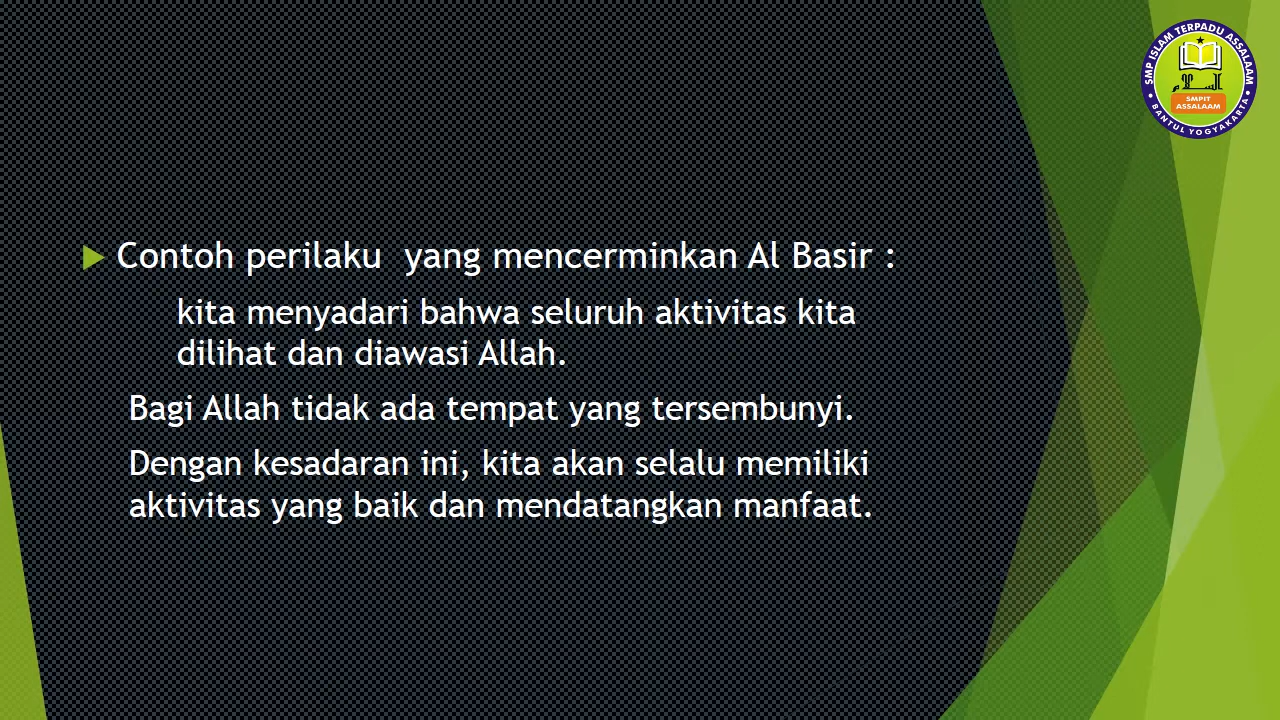 SMP ISLAM TERPADU ASSALAAM
SMPIT
ASSALAAM
BANTUL YOGYAKARTA
Contoh perilaku  yang mencerminkan Al Basir :
kita menyadari bahwa seluruh aktivitas kita
dilihat dan diawasi Allah.
Bagi Allah tidak ada tempat yang tersembunyi.
Dengan kesadaran ini, kita akan selalu memiliki
aktivitas yang baik dan mendatangkan manfaat.